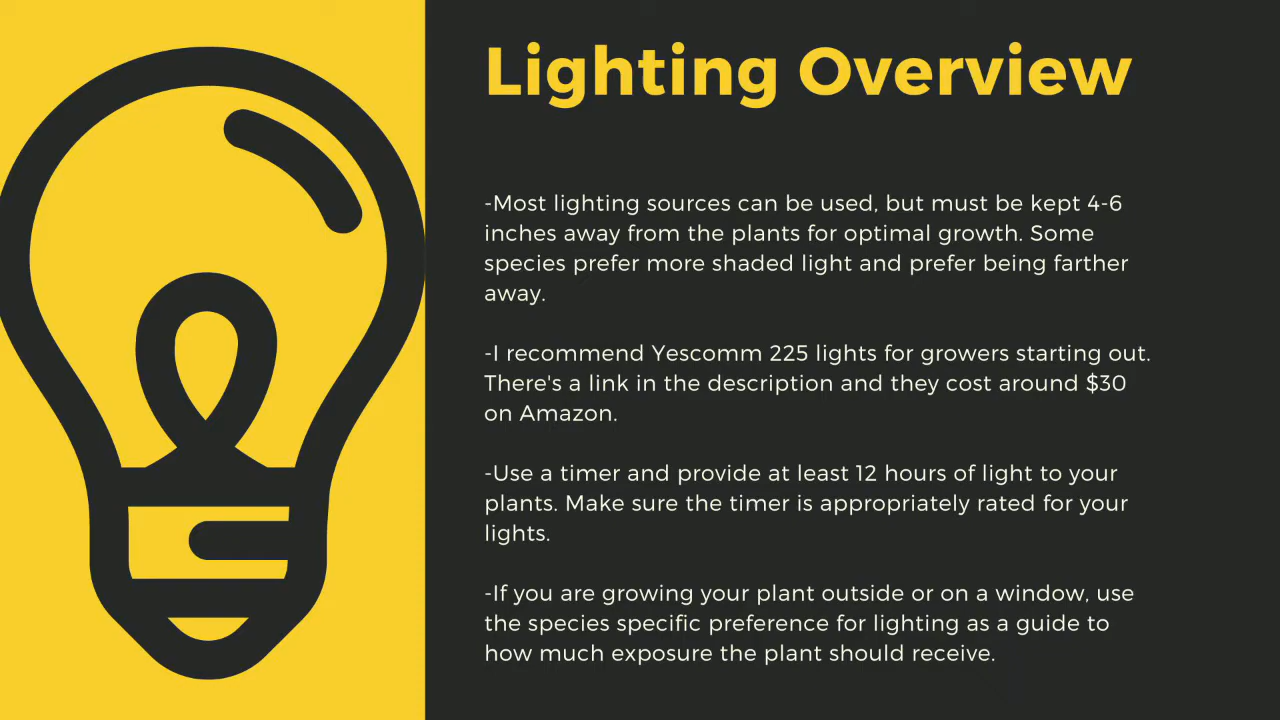 Lighting Overview
-Most lighting sources can be used, but must be kept 4-6
inches away from the plants for optimal growth. Some
species prefer more shaded light and prefer being farther
away.
-I recommend Yescomm 225 lights for growers starting out.
There's a link in the description and they cost around $30
on Amazon.
-Use a timer and provide at least 12 hours of light to your
plants. Make sure the timer is appropriately rated for your
lights.
-If you are growing your plant outside or on a window, use
the species specific preference for lighting as a guide to
how much exposure the plant should receive.